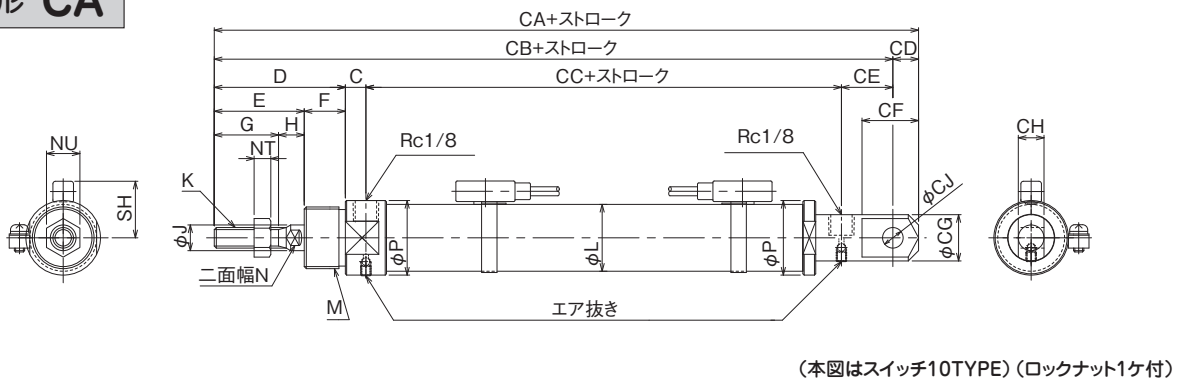 形 CA
CA+ストローク
CB+ストローク
CD
D
C
CC+ストローク
CE
E
F
CF
G
H
NU
NT
Rc1/8
Rc1/8
CH
K
SH
φJ
φP
φL
φP
φCJ
φCG
二面幅N
M
エア抜き
（本図はスイッチ10TYPE）（ロックナット1ケ付）